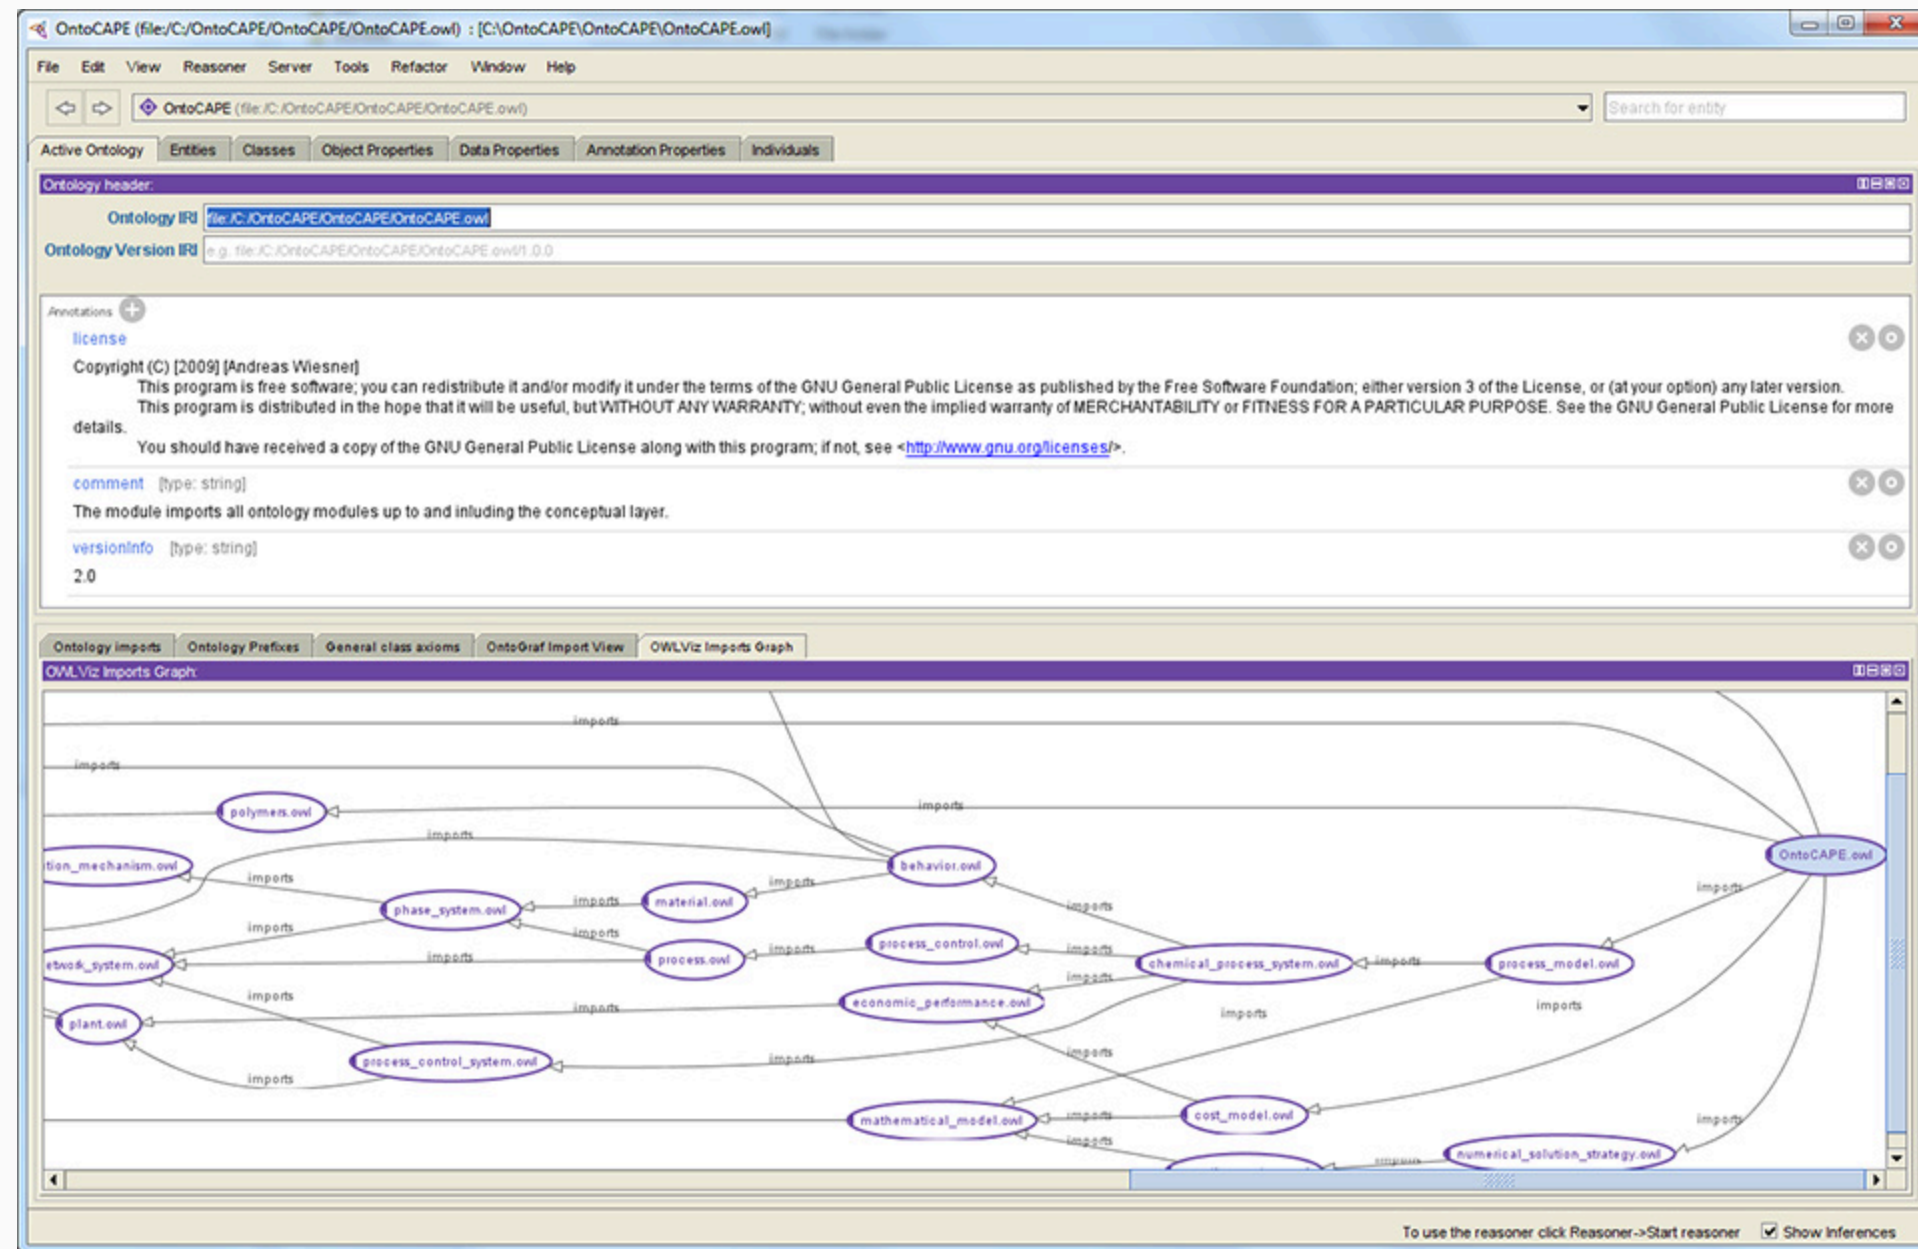 OntoCAPE (file:/C:/OntoCAPE/OntoCAPE/OntoCAPE.owl) : [C:\OntoCAPE\OntoCAPE\OntoCAPE.owl]
File Edit View Reasoner Server Tools Refactor Window Help
OntoCAPE (file:/C:/OntoCAPE/OntoCAPE/OntoCAPE.owl) Search for entity
Active Ontology Entities Classes Object Properties Data Properties Annotation Properties Individuals
Ontology header:
Ontology IRI file:/C:/OntoCAPE/OntoCAPE/OntoCAPE.owl
Ontology Version IRI e.g. file:/C:/OntoCAPE/OntoCAPE/OntoCAPE.owl/1.0.0
Annotations
license
Copyright (C) [2009] [Andreas Wiesner]
This program is free software; you can redistribute it and/or modify it under the terms of the GNU General Public License as published by the Free Software Foundation; either version 3 of the License, or (at your option) any later version.
This program is distributed in the hope that it will be useful, but WITHOUT ANY WARRANTY; without even the implied warranty of MERCHANTABILITY or FITNESS FOR A PARTICULAR PURPOSE. See the GNU General Public License for more
details.
You should have received a copy of the GNU General Public License along with this program; if not, see <http://www.gnu.org/licenses/>.
comment [type: string]
The module imports all ontology modules up to and inluding the conceptual layer.
versionInfo [type: string]
2.0
Ontology imports Ontology Prefixes General class axioms OntoGraf Import View OWLViz Imports Graph
OWLViz Imports Graph:
imports
imports
polymers.owl imports
imports
tion_mechanism.owl behavior.owl OntoCAPE.owl
imports imports imports
phase_system.owl imports material.owl imports
imports imports
etwork_system.owl imports process.owl imports process_control.owl imports chemical_process_system.owl imports process_model.owl
imports
imports economic_performance.owl imports
plant.owl imports imports
process_control_system.owl imports imports
imports
mathematical_model.owl imports cost_model.owl imports
imports
imports numerical_solution_strategy.owl
To use the reasoner click Reasoner->Start reasoner Show Inferences